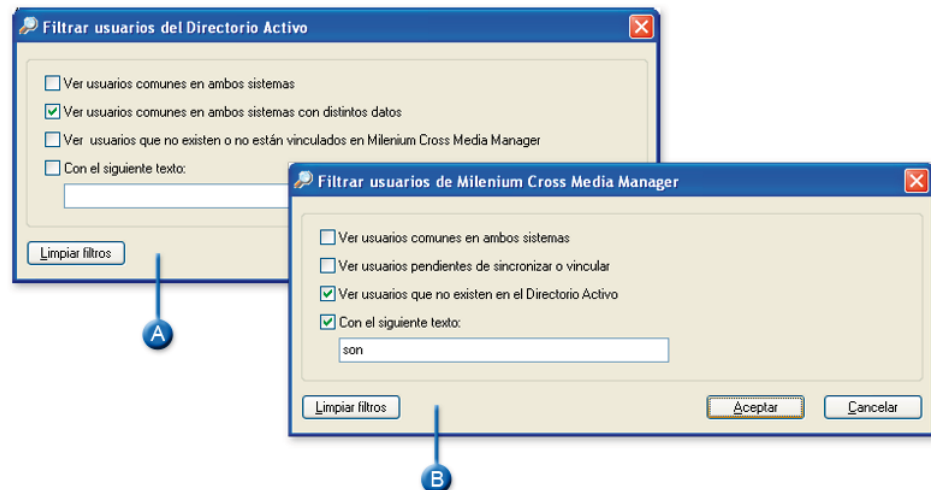 Filtrar usuarios del Directorio Activo
Ver usuarios comunes en ambos sistemas
Ver usuarios comunes en ambos sistemas con distintos datos
Ver usuarios que no existen o no están vinculados en Milenium Cross Media Manager
Con el siguiente texto:
Limpiar filtros
A
Filtrar usuarios de Milenium Cross Media Manager
Ver usuarios comunes en ambos sistemas
Ver usuarios pendientes de sincronizar o vincular
Ver usuarios que no existen en el Directorio Activo
Con el siguiente texto:
son
Limpiar filtros Aceptar Cancelar
B